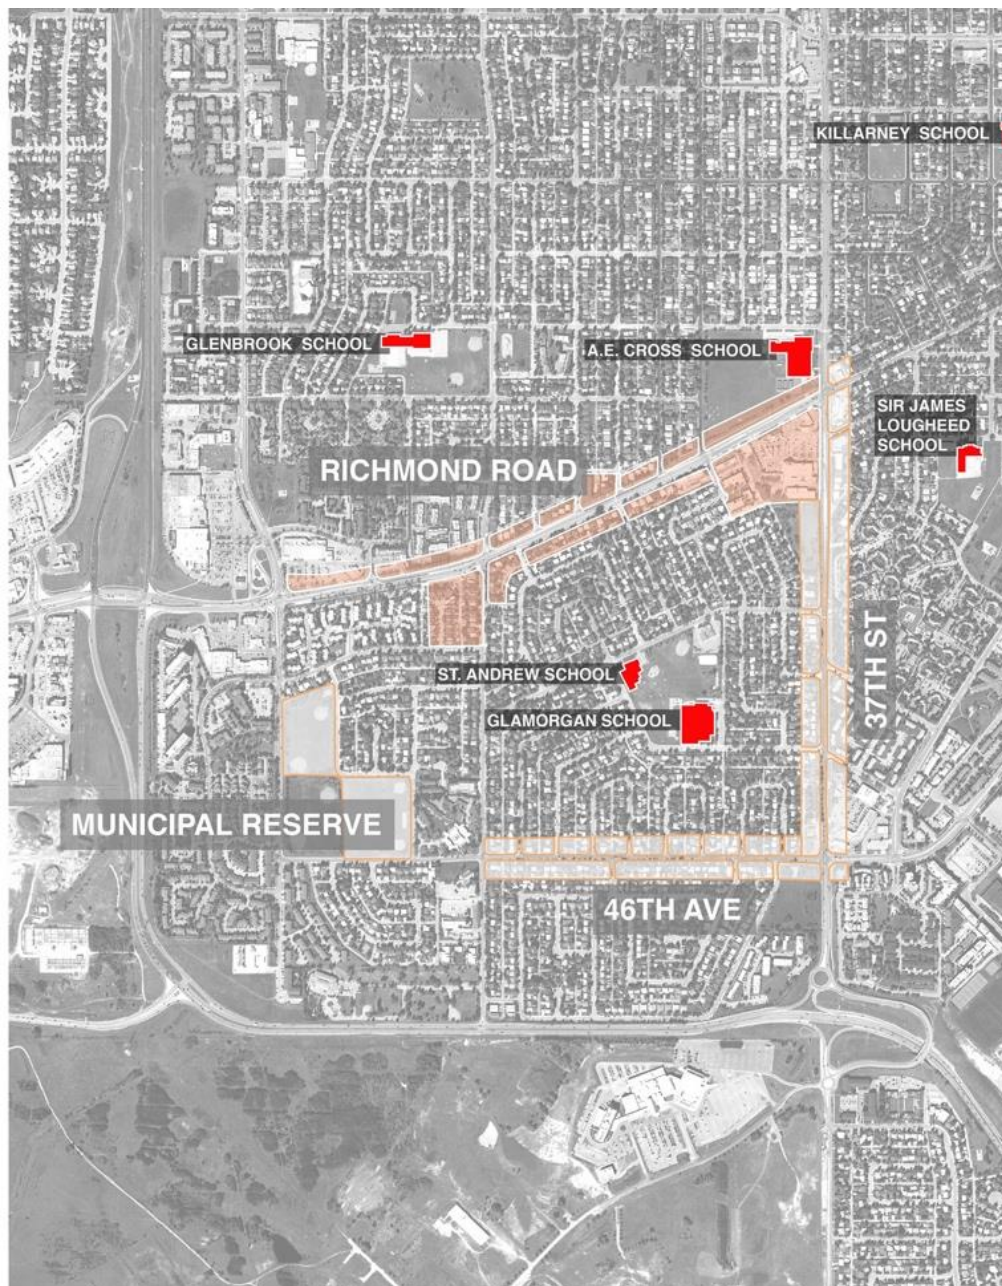 KILLARNEY SCHOOL
GLENBROOK SCHOOL
A.E. CROSS SCHOOL
SIR JAMES
LOUGHEED
SCHOOL
RICHMOND ROAD
37TH ST
ST. ANDREW SCHOOL
GLAMORGAN SCHOOL
MUNICIPAL RESERVE
46TH AVE